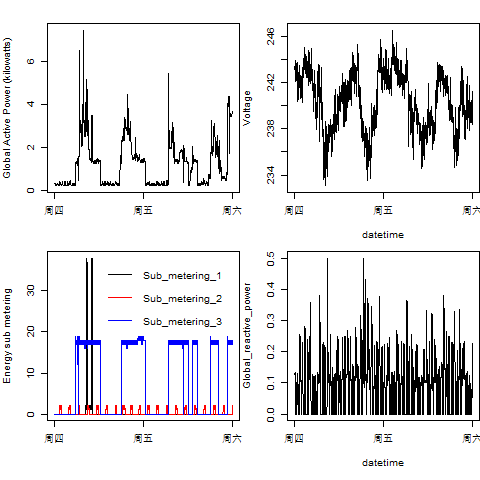 Global Active Power (kilowatts)
0 2 4 6
周四 周五 周六
Voltage
234 238 242 246
周四 周五 周六
datetime
Energy sub metering
0 10 20 30
Sub_metering_1
Sub_metering_2
Sub_metering_3
周四 周五 周六
Global_reactive_power
0.0 0.1 0.2 0.3 0.4 0.5
周四 周五 周六
datetime